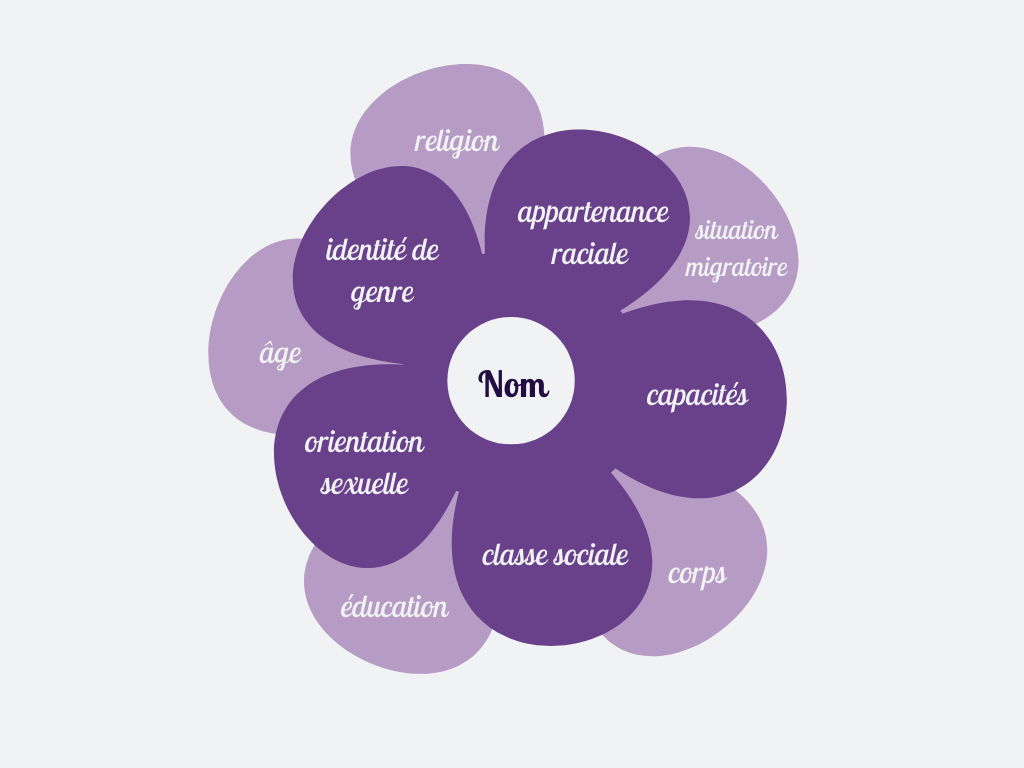 religion
appartenance
raciale
situation
migratoire
identité de
genre
âge
Nom
capacités
orientation
sexuelle
classe sociale
corps
éducation